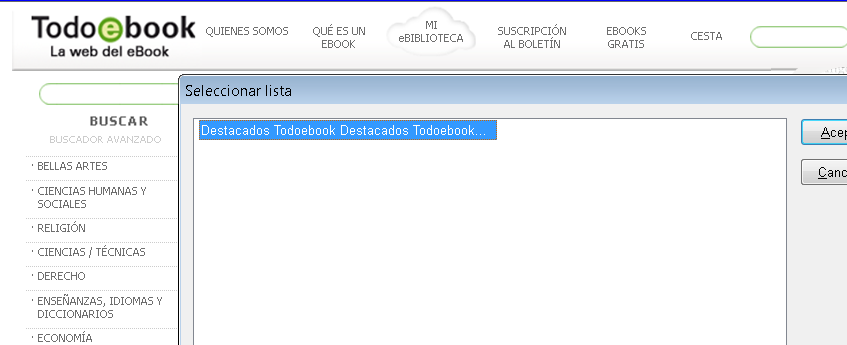 Todoebook
La web del eBook
QUIENES SOMOS
QUÉ ES UN
EBOOK
MI
eBIBLIOTECA
SUSCRIPCIÓN
AL BOLETÍN
EBOOKS
GRATIS
CESTA
BUSCAR
BUSCADOR AVANZADO
· BELLAS ARTES
· CIENCIAS HUMANAS Y
SOCIALES
· RELIGIÓN
· CIENCIAS / TÉCNICAS
· DERECHO
· ENSEÑANZAS, IDIOMAS Y
DICCIONARIOS
· ECONOMÍA
Seleccionar lista
Destacados Todoebook Destacados Todoebook...
Acep
Canc